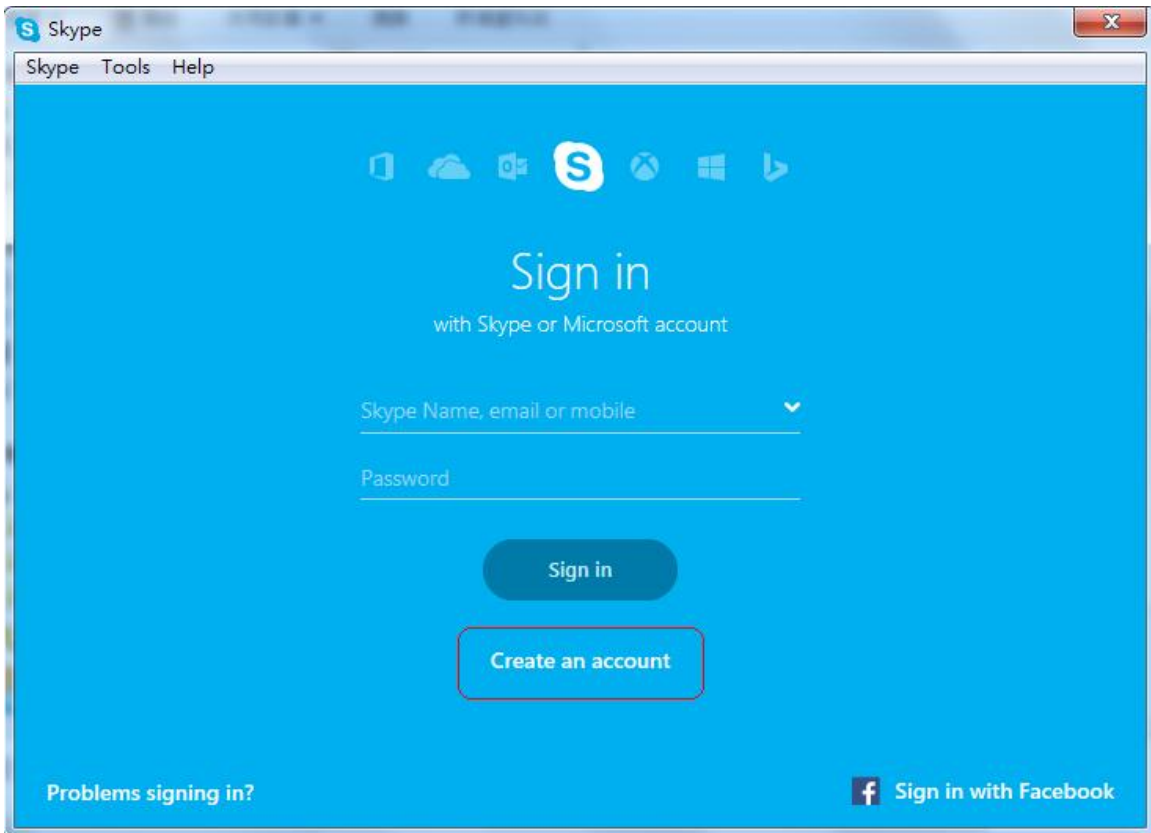 Skype
Skype Tools Help
Sign in
with Skype or Microsoft account
Skype Name, email or mobile
Password
Sign in
Create an account
Problems signing in?
Sign in with Facebook